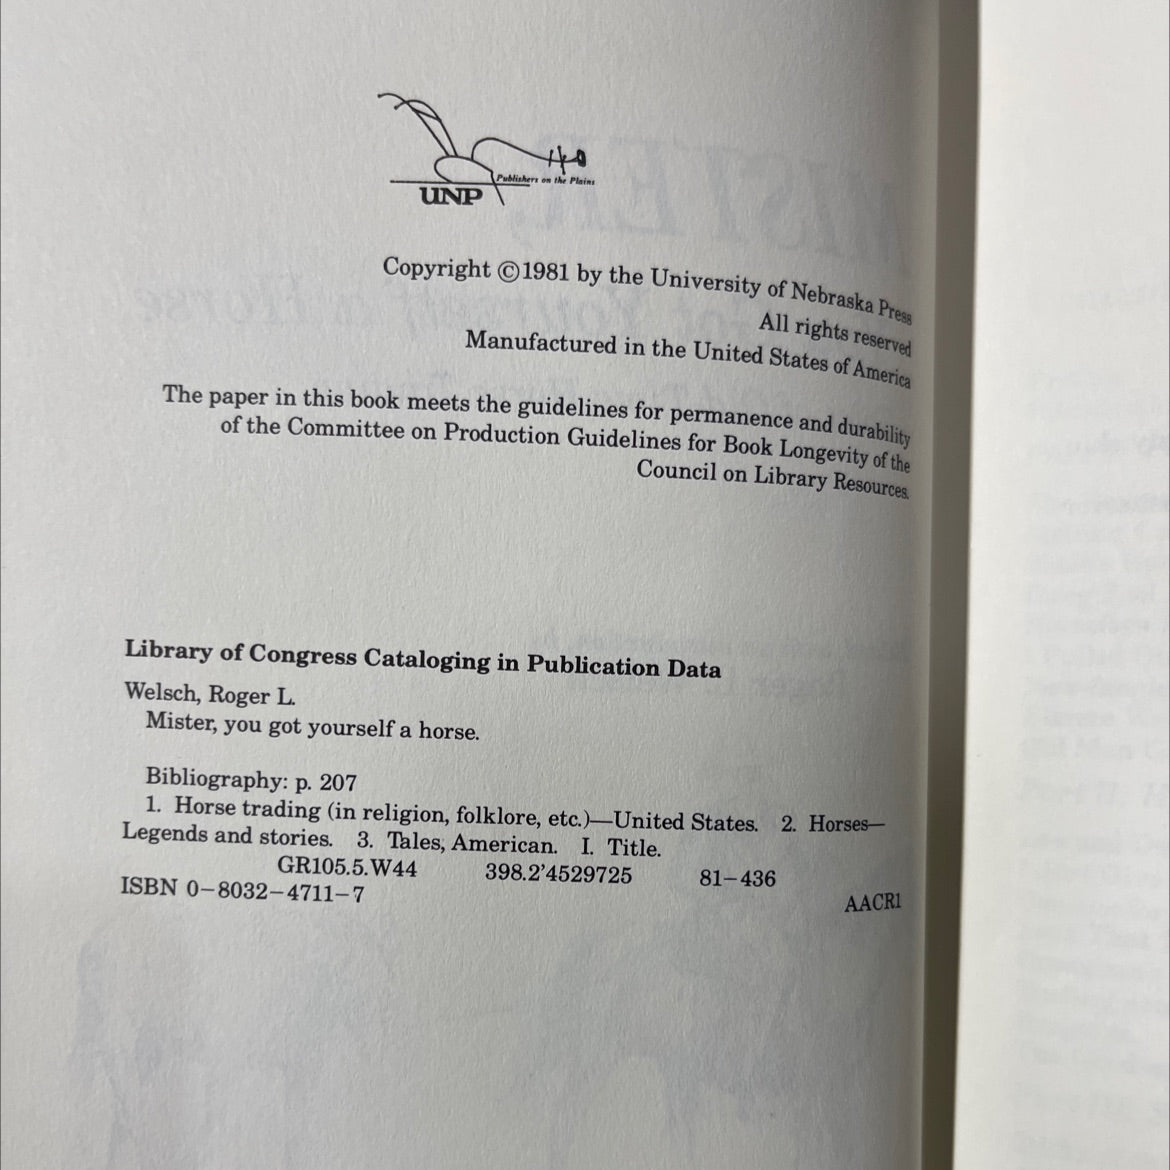 Publishers on the Plains
UNP
Copyright ©1981 by the University of Nebraska Press
All rights reserved
Manufactured in the United States of America
The paper in this book meets the guidelines for permanence and durability
of the Committee on Production Guidelines for Book Longevity of the
Council on Library Resources.
Library of Congress Cataloging in Publication Data
Welsch, Roger L.
Mister, you got yourself a horse.
Bibliography: p. 207
1. Horse trading (in religion, folklore, etc.)—United States. 2. Horses—
Legends and stories. 3. Tales, American. I. Title.
GR105.5.W44 398.2'4529725 81–436
ISBN 0–8032–4711–7 AACR1